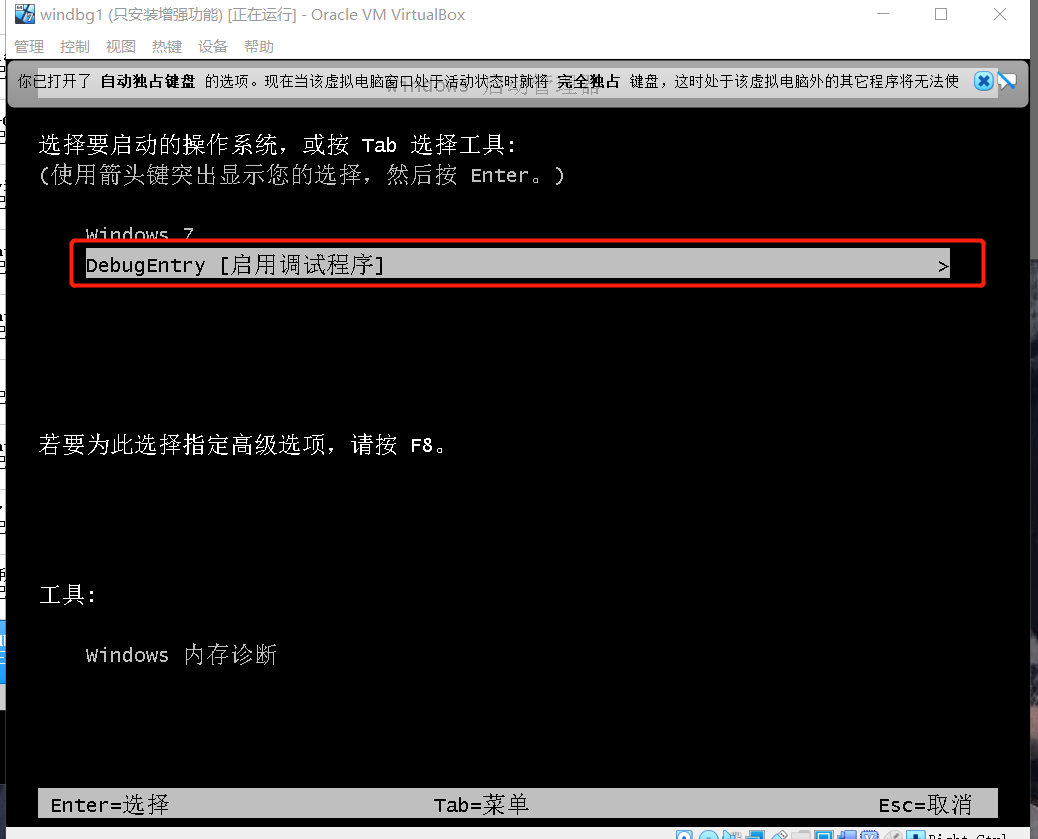 windbg1 (只安装增强功能) [正在运行] - Oracle VM VirtualBox
管理 控制 视图 热键 设备 帮助
你已打开了 自动独占键盘 的选项。现在当该虚拟电脑窗口处于活动状态时就将 完全独占 键盘，这时处于该虚拟电脑外的其它程序将无法使
Windows 启动管理器
选择要启动的操作系统，或按 Tab 选择工具:
(使用箭头键突出显示您的选择，然后按 Enter。)
Windows 7
DebugEntry [启用调试程序] >
若要为此选择指定高级选项，请按 F8。
工具:
Windows 内存诊断
Enter=选择 Tab=菜单 Esc=取消
Right Ctrl